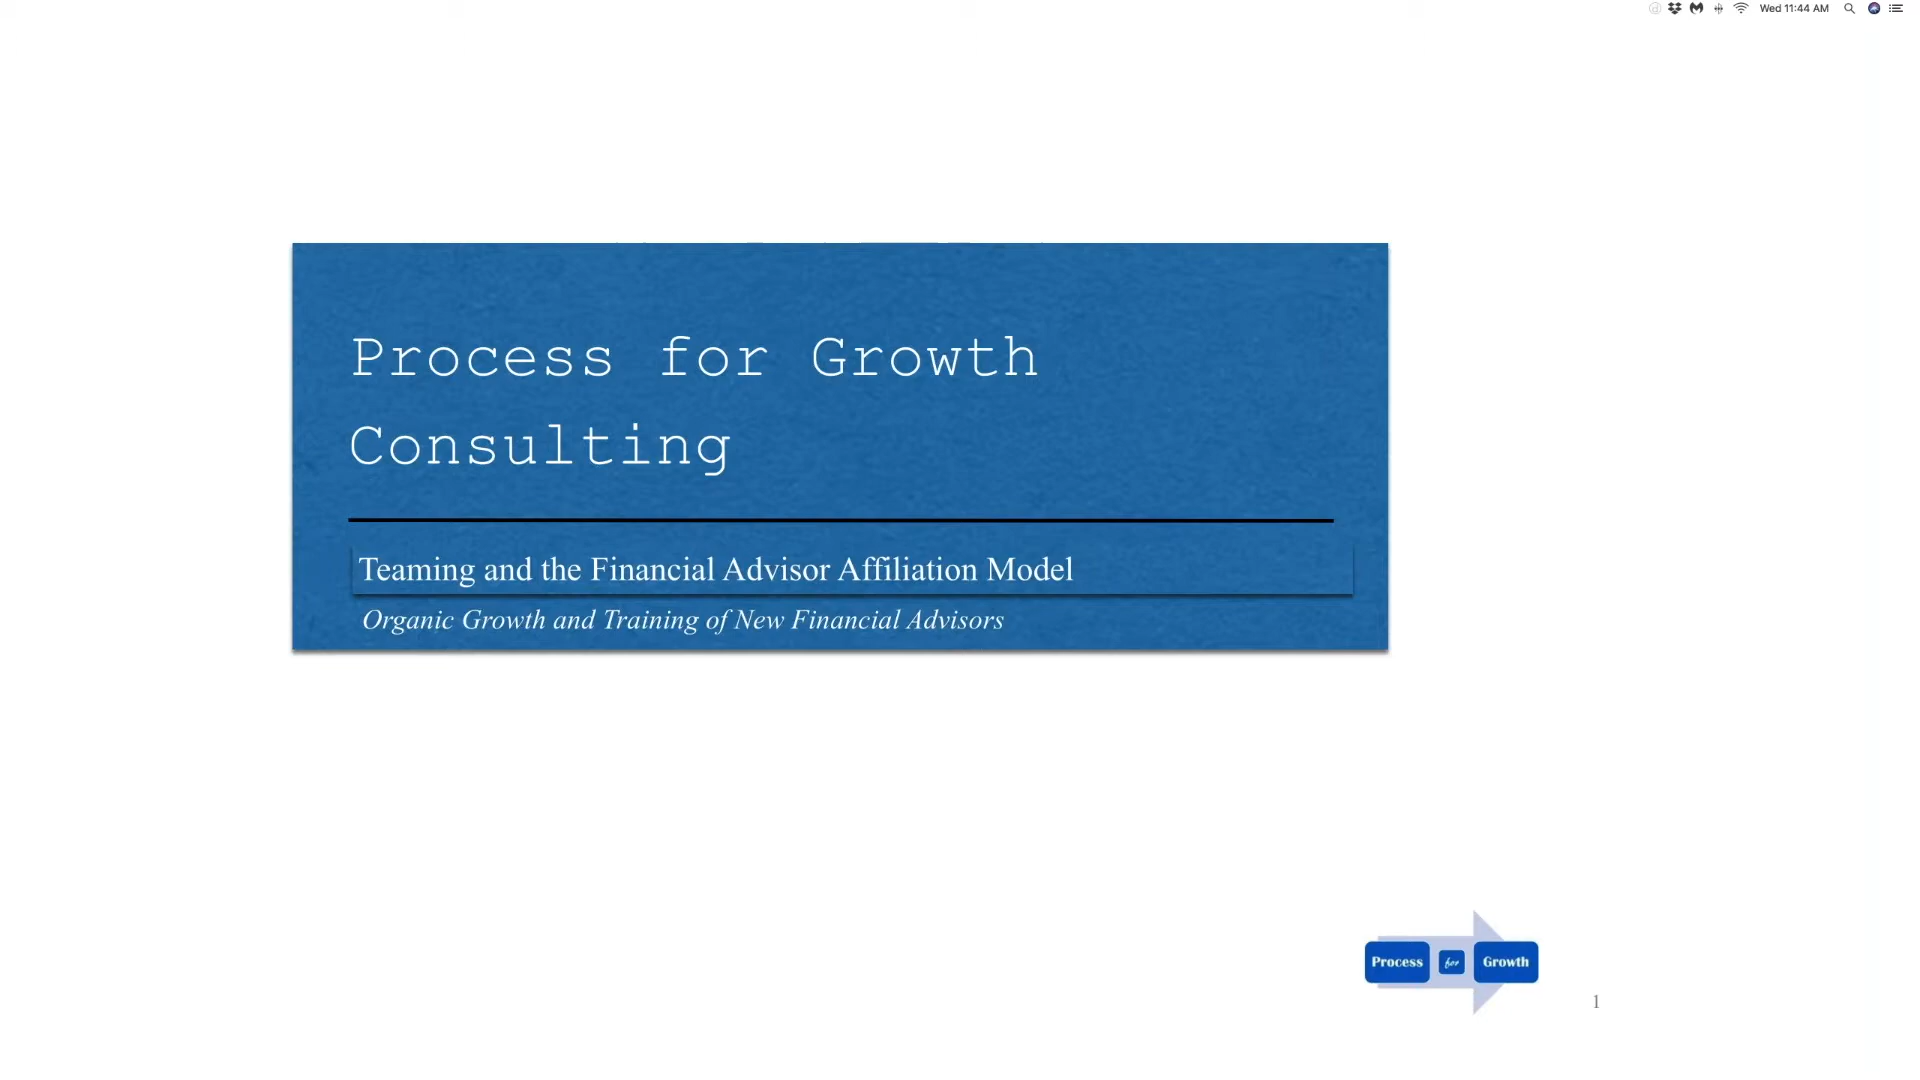 Wed 11:44 AM
Process for Growth
Consulting
Teaming and the Financial Advisor Affiliation Model
Organic Growth and Training of New Financial Advisors
Process for Growth
1